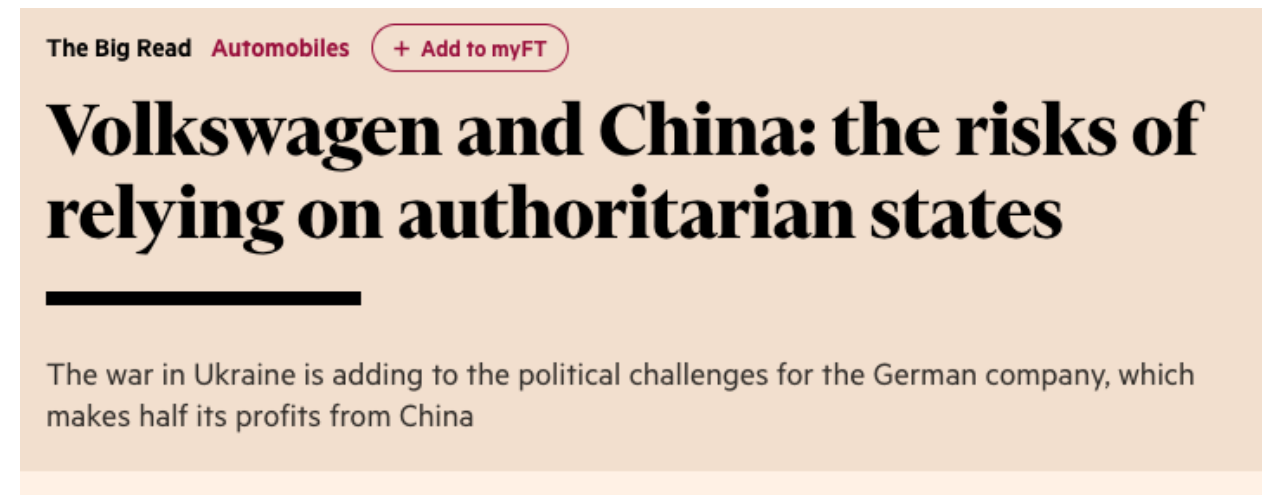 The Big Read Automobiles + Add to myFT
Volkswagen and China: the risks of
relying on authoritarian states
The war in Ukraine is adding to the political challenges for the German company, which
makes half its profits from China